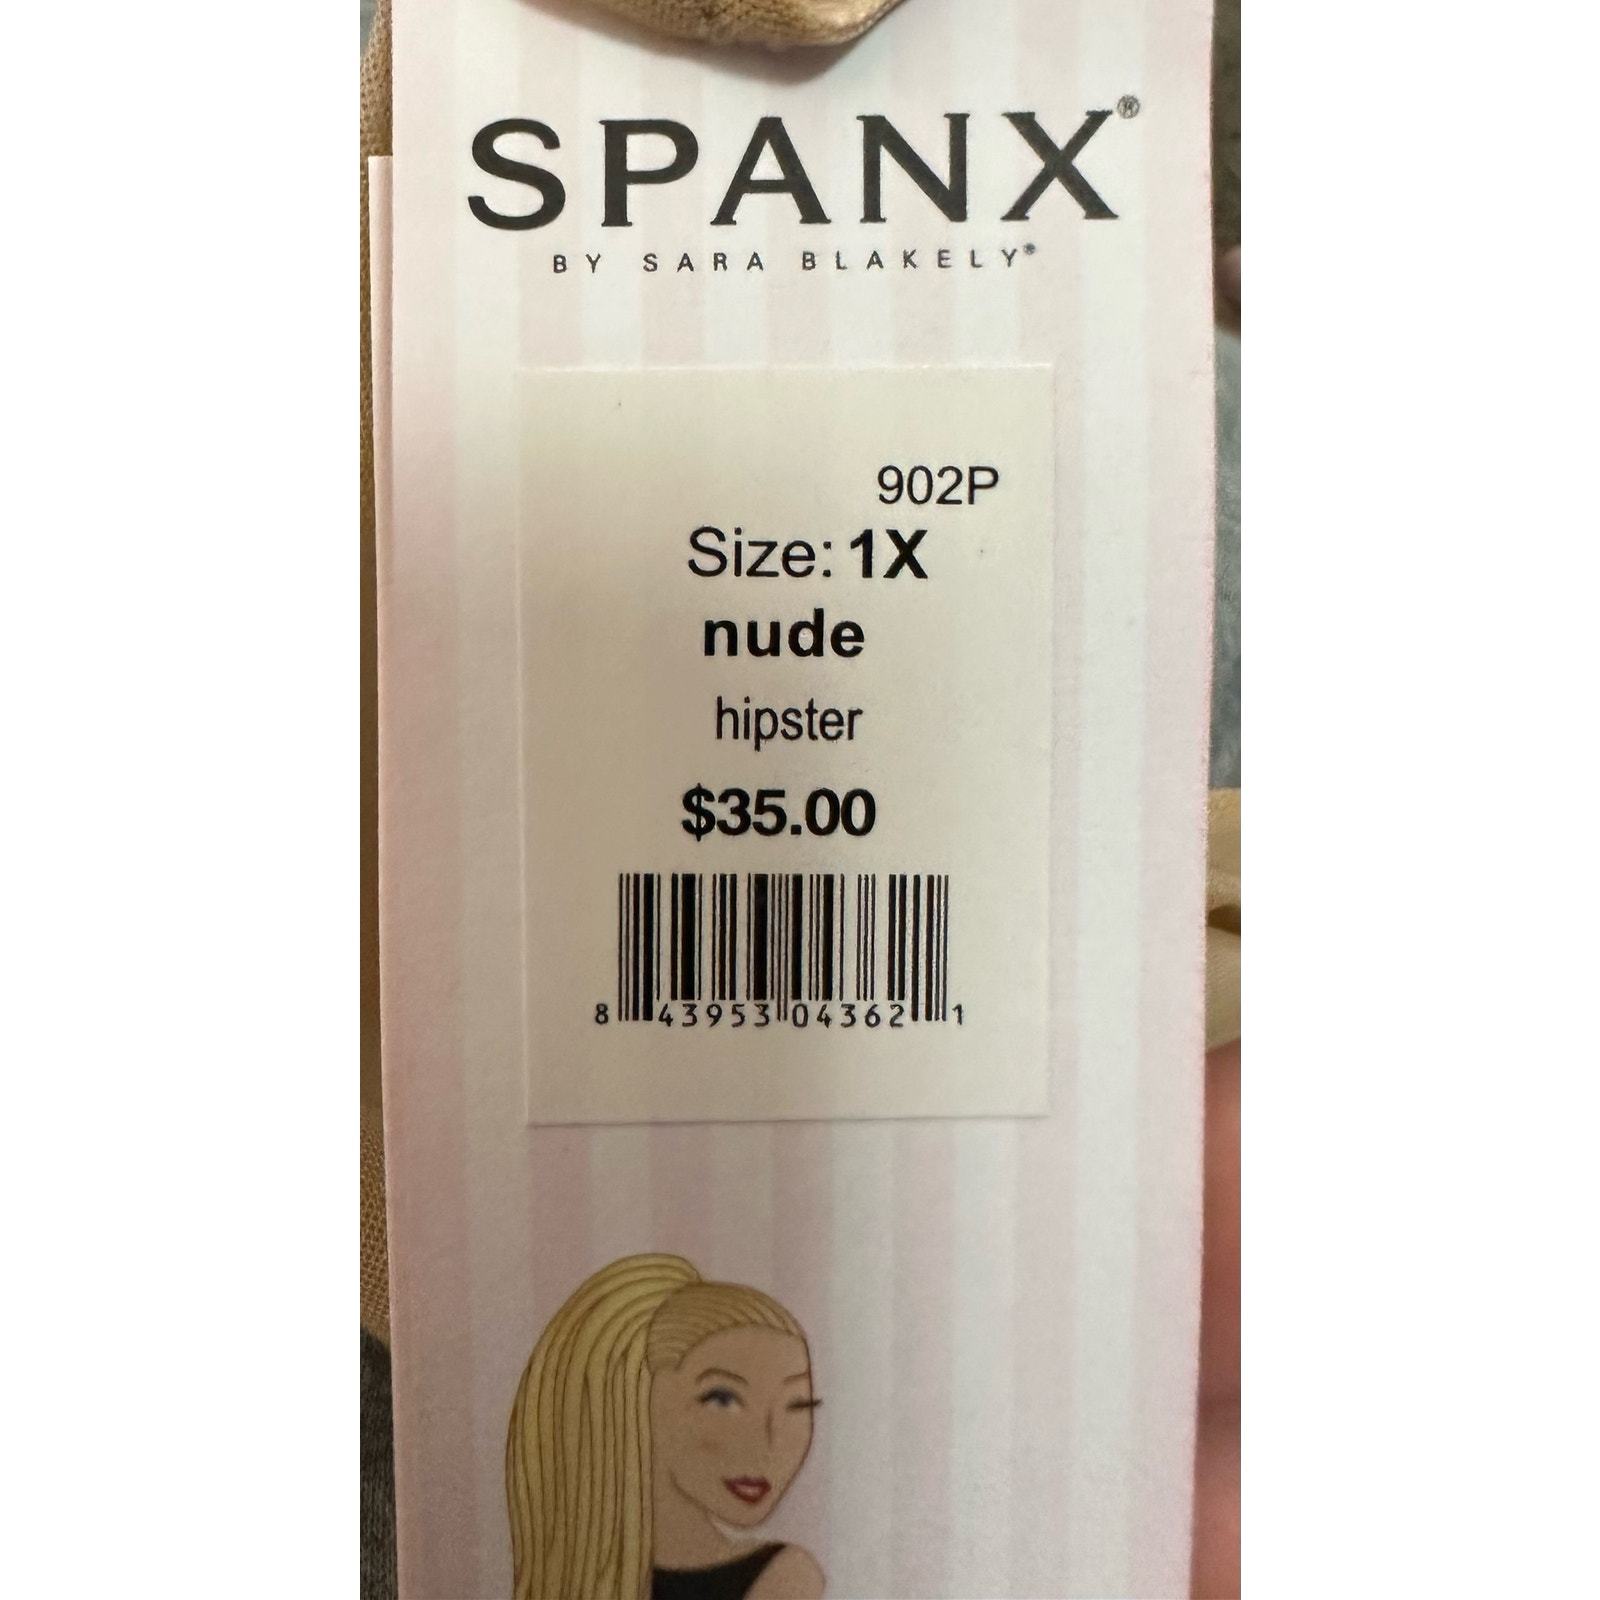 SPANX®
BY SARA BLAKELY®
902P
Size: 1X
nude
hipster
$35.00
8 43953 04362 1